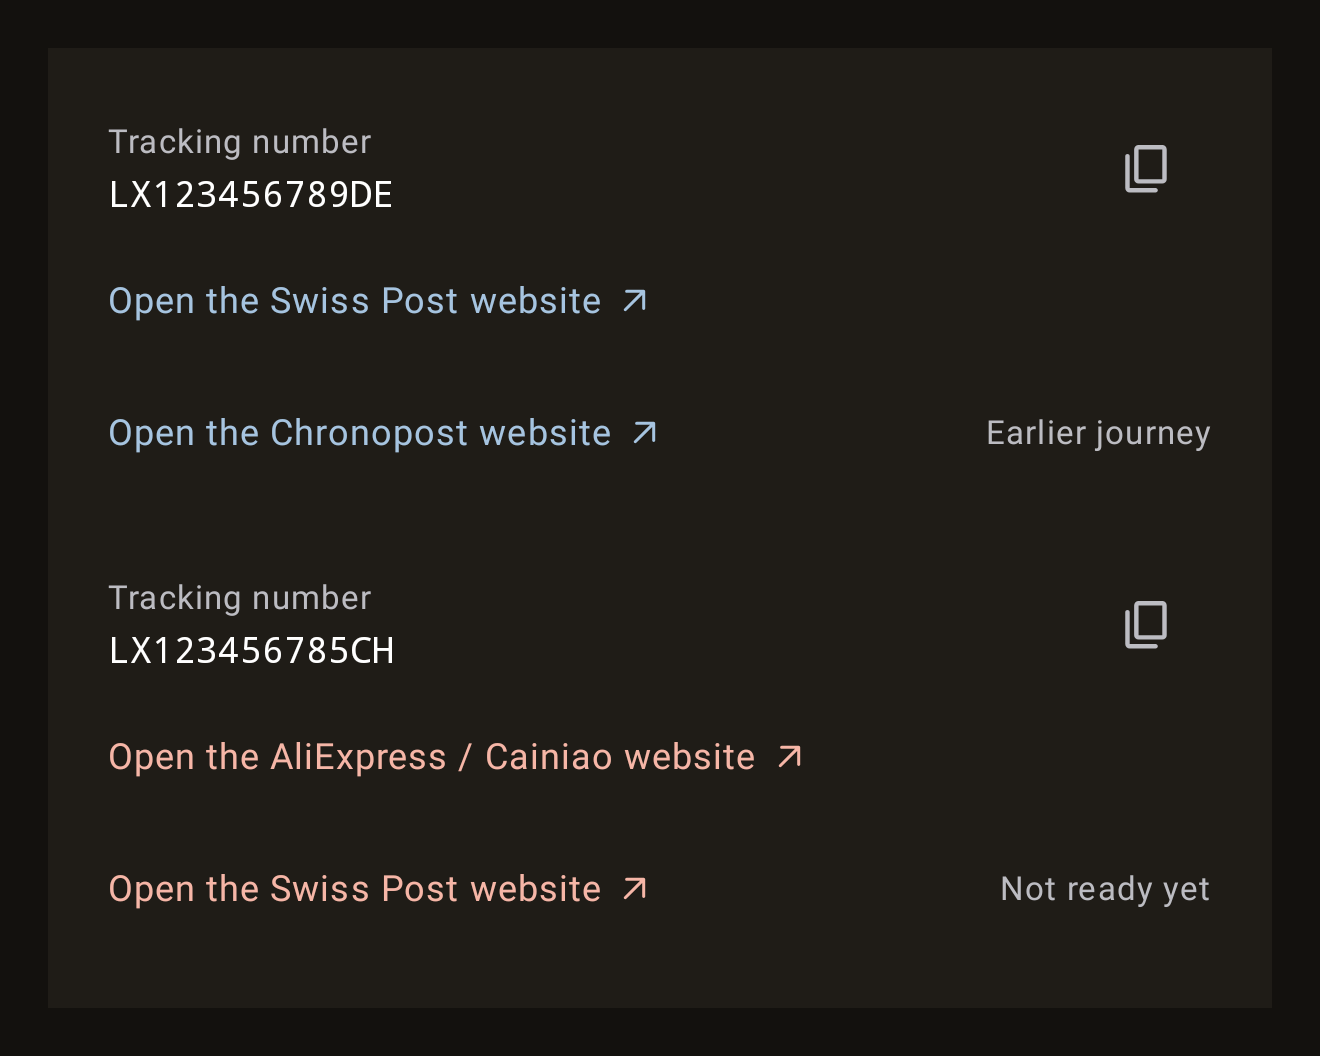 Tracking number
LX123456789DE
Open the Swiss Post website
Open the Chronopost website
Earlier journey
Tracking number
LX123456785CH
Open the AliExpress / Cainiao website
Open the Swiss Post website
Not ready yet